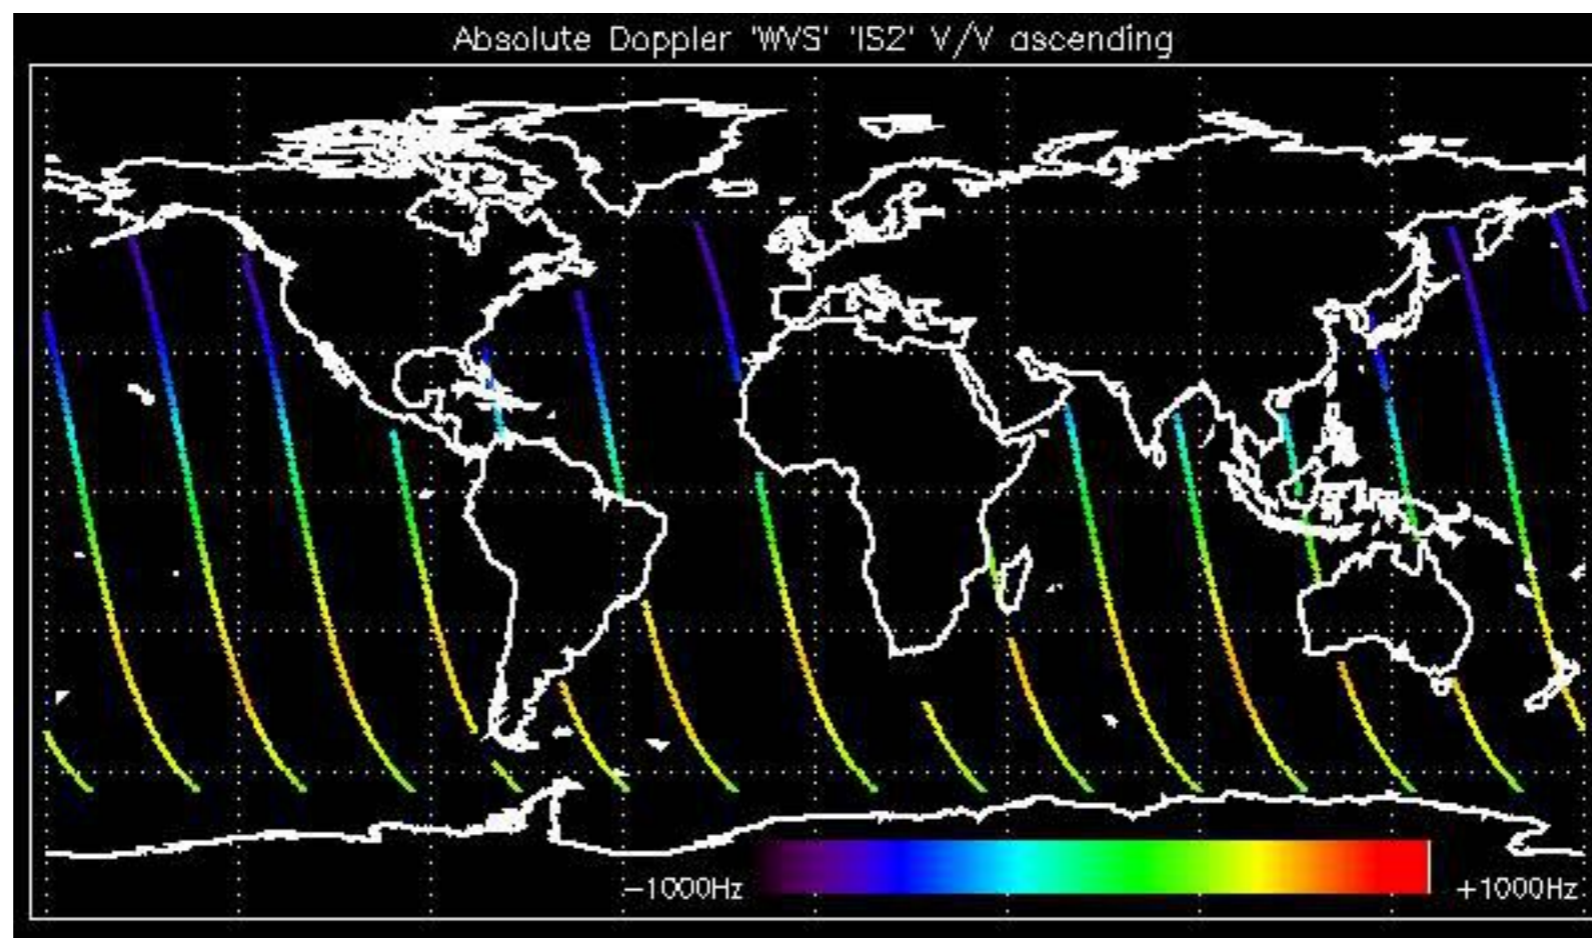 Absolute Doppler 'WVS' 'IS2' V/V ascending
−1000Hz
+1000Hz